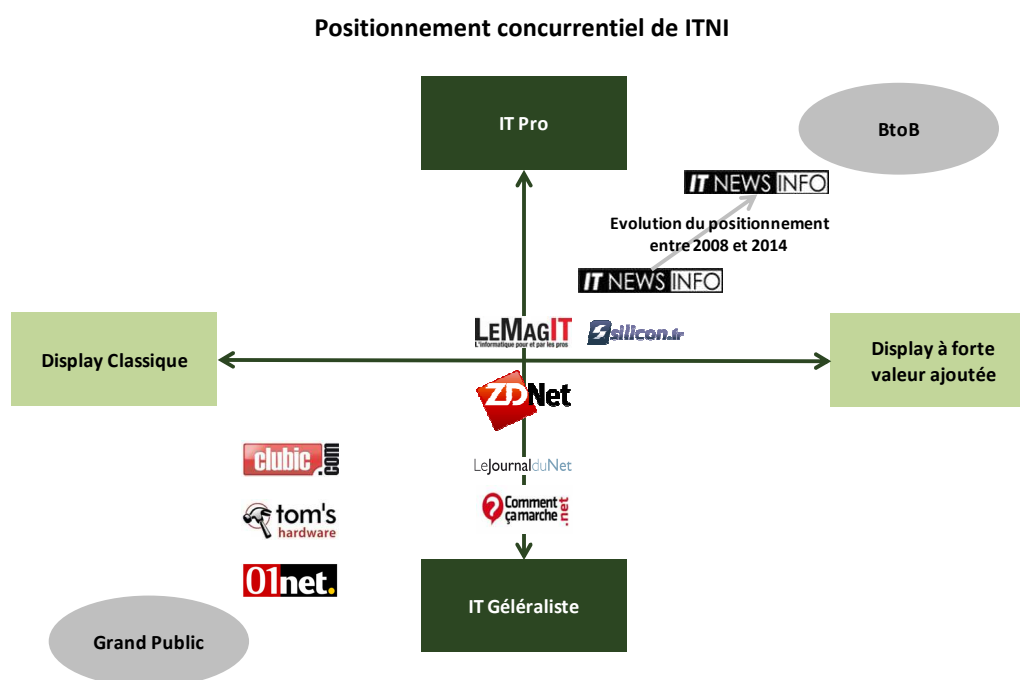 Positionnement concurrentiel de ITNI
IT Pro
BtoB
IT NEWS INFO
Evolution du positionnement
entre 2008 et 2014
IT NEWS INFO
LEMAGIT
L'informatique pour et par les pros
silicon.fr
Display Classique
Display à forte
valeur ajoutée
ZDNet
clubic.com
LeJournalduNet
Comment
çamarche.net
tom's
hardware
01net.
IT Géléraliste
Grand Public